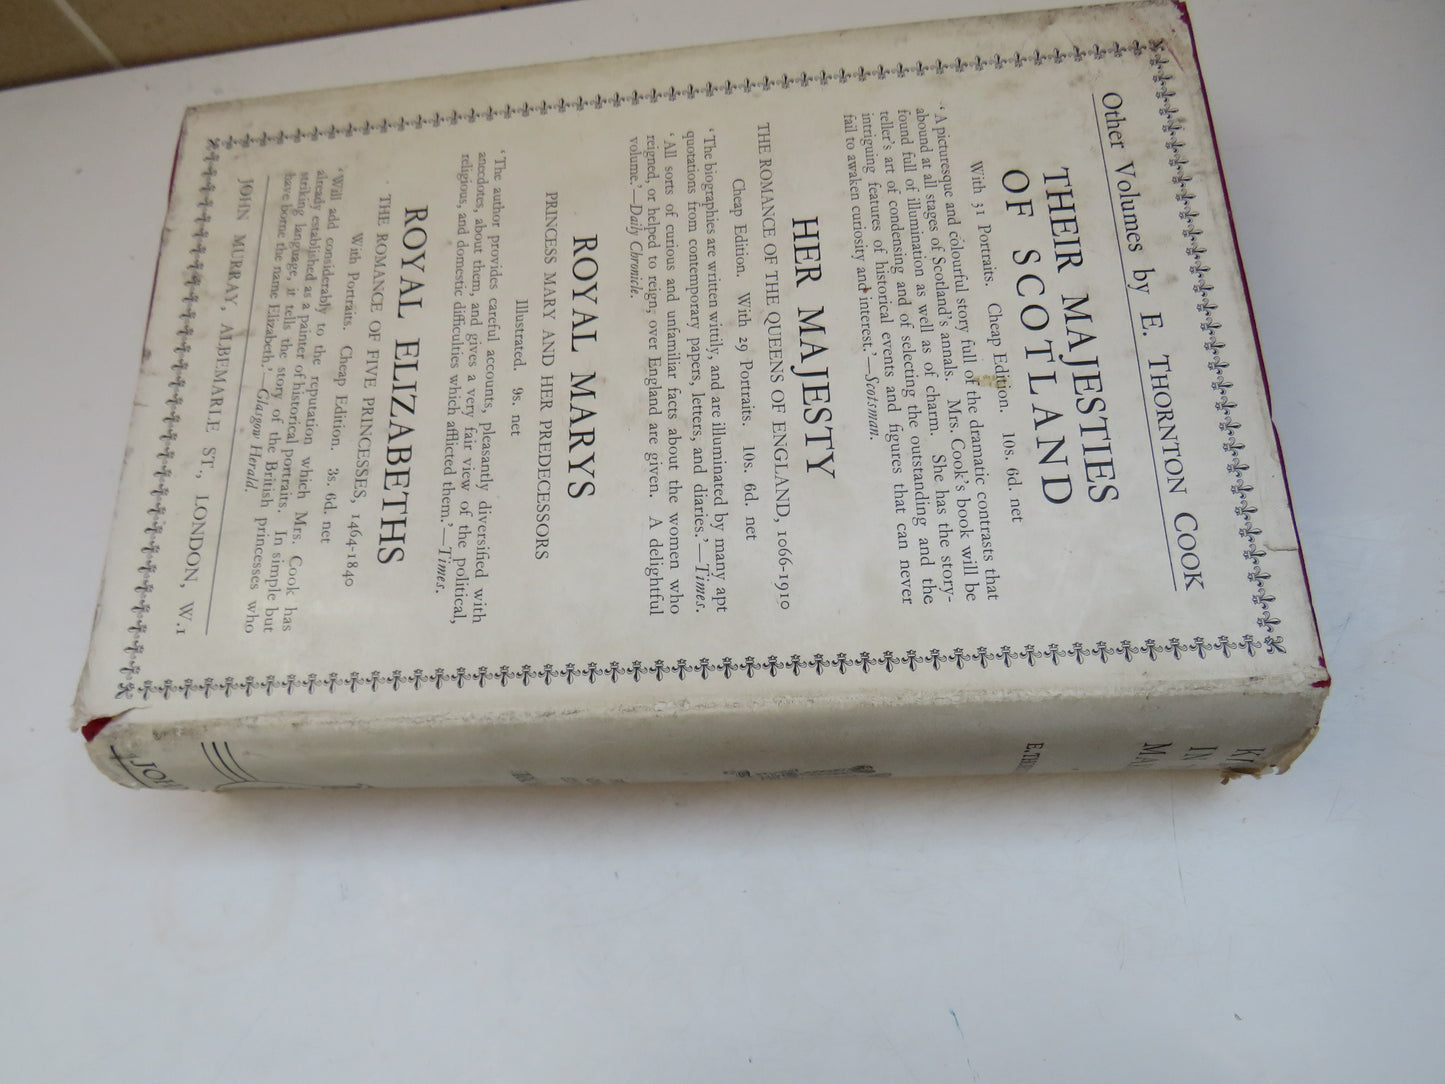 Other Volumes by E. THORNTON COOK
THEIR MAJESTIES
OF SCOTLAND
With 31 Portraits. Cheap Edition. 10s. 6d. net
‘A picturesque and colourful story full of the dramatic contrasts that
abound at all stages of Scotland's annals. Mrs. Cook's book will be
found full of illumination as well as of charm. She has the story-
teller's art of condensing and of selecting the outstanding and the
intriguing features of historical events and figures that can never
fail to awaken curiosity and interest.’—Scotsman.
HER MAJESTY
THE ROMANCE OF THE QUEENS OF ENGLAND, 1066-1910
Cheap Edition. With 29 Portraits. 10s. 6d. net
‘The biographies are written wittily, and are illuminated by many apt
quotations from contemporary papers, letters, and diaries.’—Times.
‘All sorts of curious and unfamiliar facts about the women who
reigned, or helped to reign, over England are given. A delightful
volume.’—Daily Chronicle.
ROYAL MARYS
PRINCESS MARY AND HER PREDECESSORS
Illustrated. 9s. net
‘The author provides careful accounts, pleasantly diversified with
anecdotes, about them, and gives a very fair view of the political,
religious, and domestic difficulties which afflicted them.’—Times.
ROYAL ELIZABETHS
THE ROMANCE OF FIVE PRINCESSES, 1464-1840
With Portraits. Cheap Edition. 3s. 6d. net
‘Will add considerably to the reputation which Mrs. Cook has
already established as a painter of historical portraits. In simple but
striking language, it tells the story of the British princesses who
have borne the name Elizabeth.’—Glasgow Herald.
JOHN MURRAY, ALBEMARLE ST., LONDON, W.1
IN